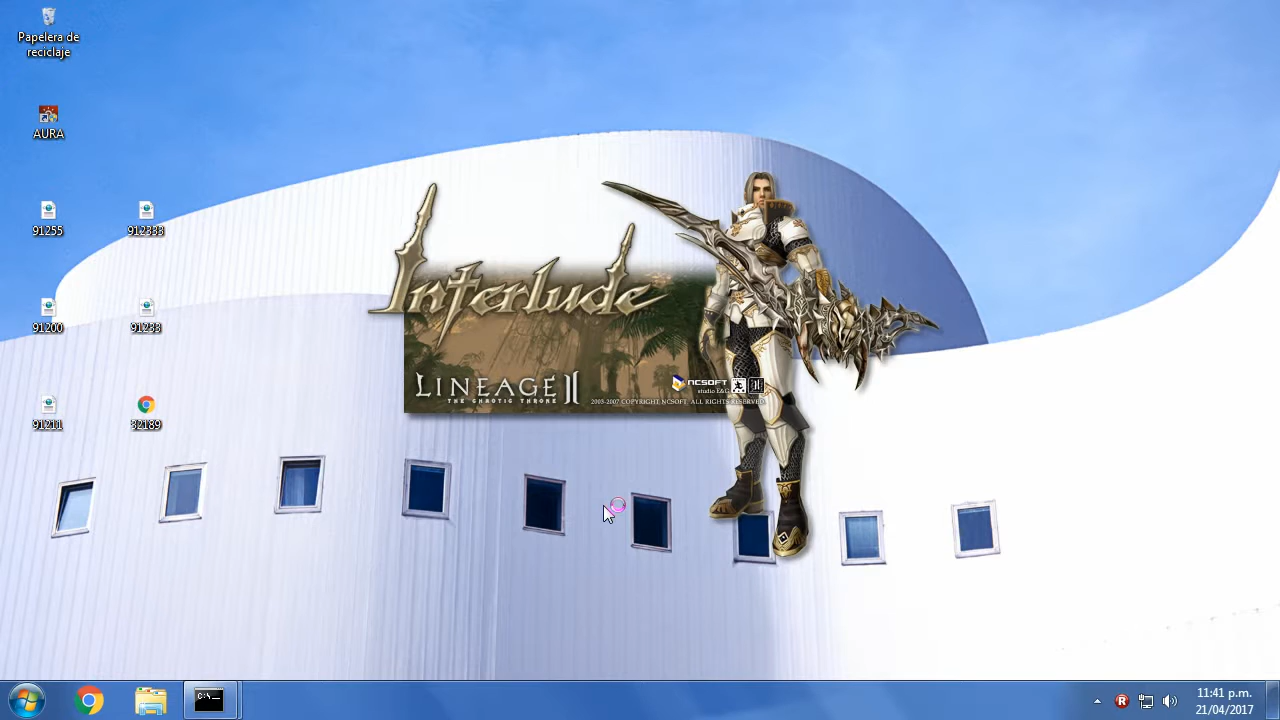 Papelera de
reciclaje
AURA
91255
912333
91200
91233
91211
32189
Interlude
LINEAGE II
THE CHAOTIC THRONE
NCSOFT
studio E&G
2003-2007 COPYRIGHT NCSOFT. ALL RIGHTS RESERVED.
C:\
R
11:41 p.m.
21/04/2017